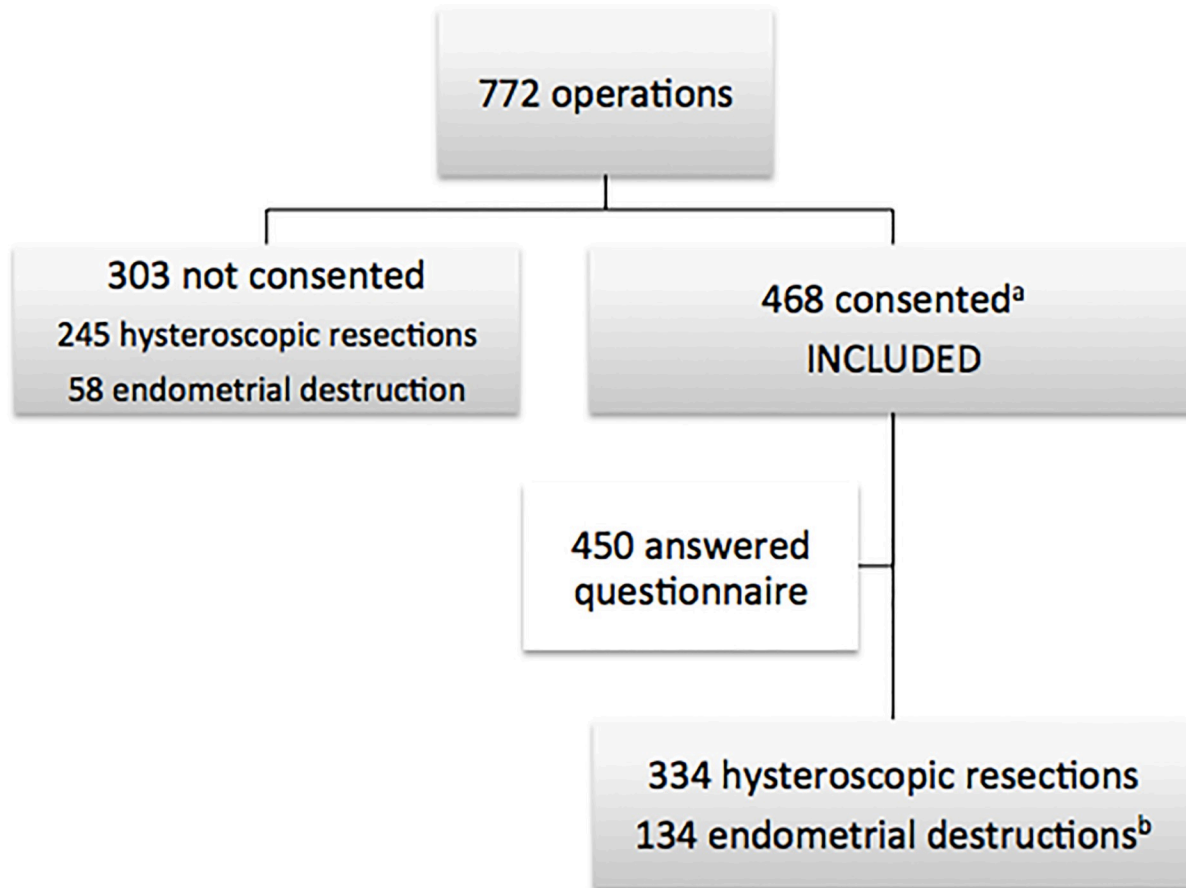 772 operations
303 not consented
245 hysteroscopic resections
58 endometrial destruction
468 consentedᵃ
INCLUDED
450 answered
questionnaire
334 hysteroscopic resections
134 endometrial destructionsᵇ